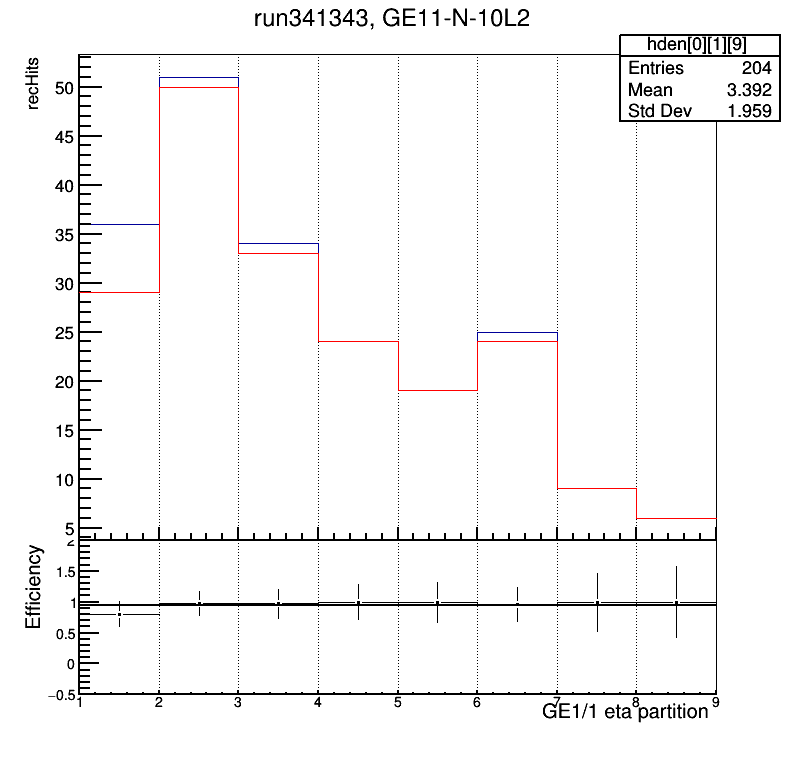 run341343, GE11-N-10L2
hden[0][1][9]
Entries 204
Mean 3.392
Std Dev 1.959
recHits
50
45
40
35
30
25
20
15
10
5
Efficiency
2
1.5
1
0.5
0
−0.5
1 2 3 4 5 6 7 8 9
GE1/1 eta partition